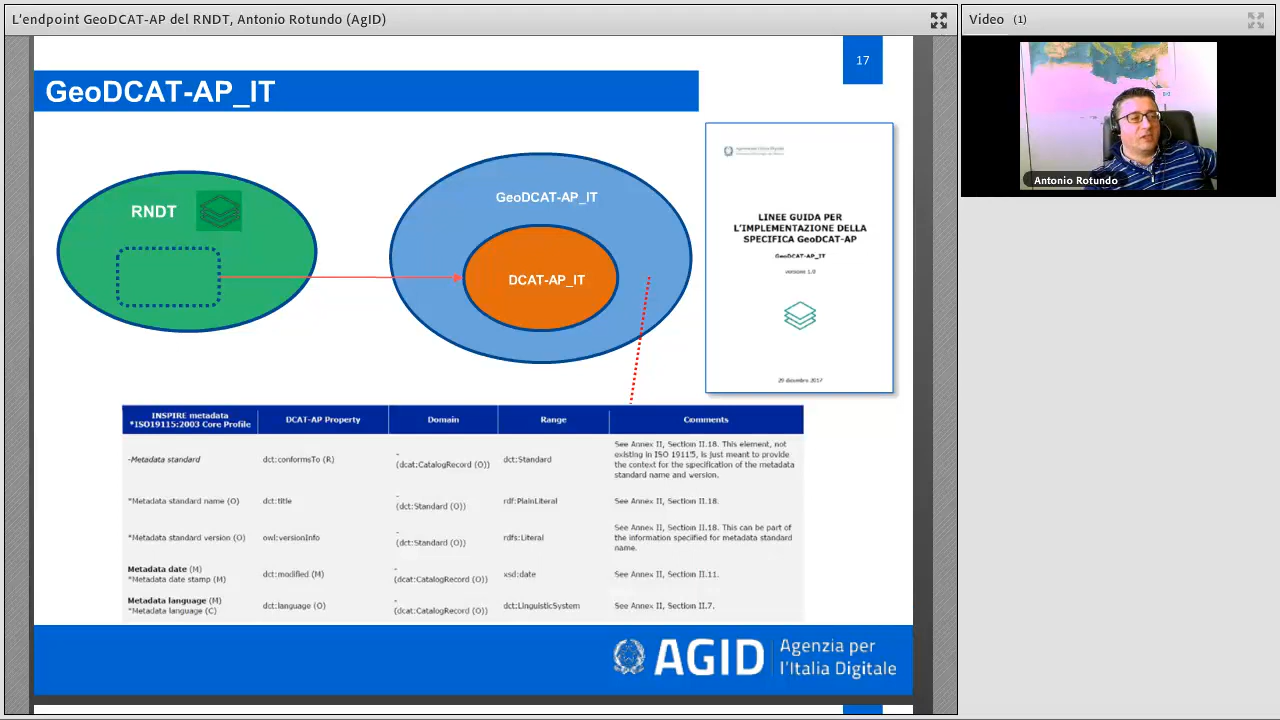 L'endpoint GeoDCAT-AP del RNDT, Antonio Rotundo (AgID)
Video (1)
17
GeoDCAT-AP_IT
Antonio Rotundo
RNDT
GeoDCAT-AP_IT
DCAT-AP_IT
LINEE GUIDA PER
L'IMPLEMENTAZIONE DELLA
SPECIFICA GeoDCAT-AP
GeoDCAT-AP_IT
versione 1.0
29 dicembre 2017
INSPIRE metadata
*ISO19115:2003 Core Profile
DCAT-AP Property
Domain
Range
Comments
-Metadata standard
dct:conformsTo (R)
-
(dcat:CatalogRecord (O))
dct:Standard
See Annex II, Section II.18. This element, not
existing in ISO 19115, is just meant to provide
the context for the specification of the metadata
standard name and version.
*Metadata standard name (O)
dct:title
-
(dct:Standard (O))
rdf:PlainLiteral
See Annex II, Section II.18.
*Metadata standard version (O)
owl:versionInfo
-
(dct:Standard (O))
rdfs:Literal
See Annex II, Section II.18. This can be part of
the information specified for metadata standard
name.
Metadata date (M)
*Metadata date stamp (M)
dct:modified (M)
-
(dcat:CatalogRecord (O))
xsd:date
See Annex II, Section II.11.
Metadata language (M)
*Metadata language (C)
dct:language (O)
-
(dcat:CatalogRecord (O))
dct:LinguisticSystem
See Annex II, Section II.7.
AGID
Agenzia per
l'Italia Digitale